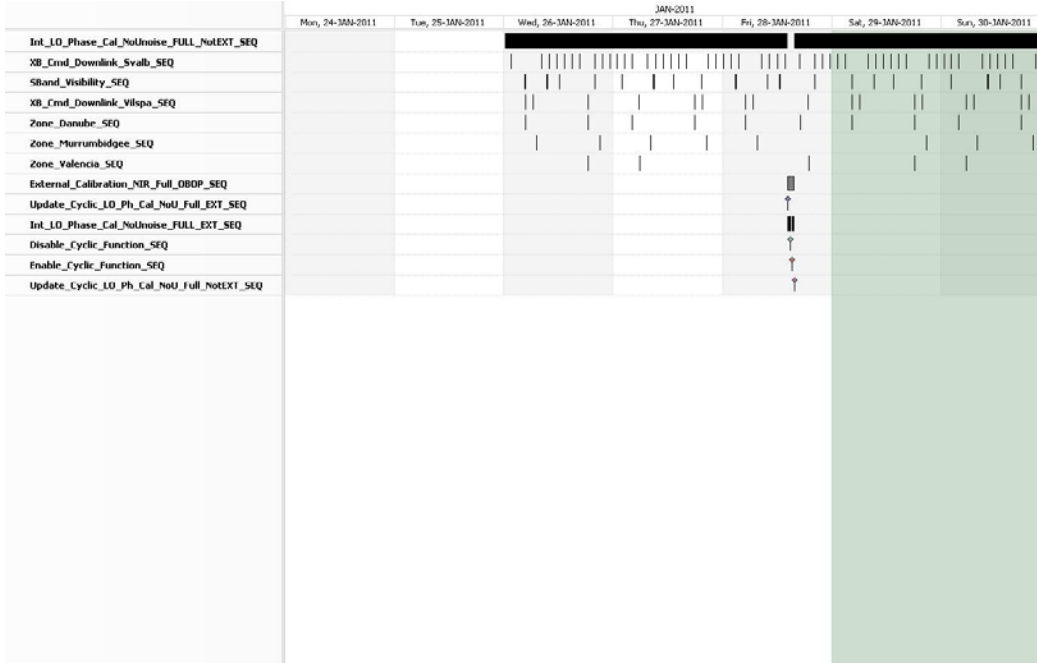 JAN-2011
Mon, 24-JAN-2011 Tue, 25-JAN-2011 Wed, 26-JAN-2011 Thu, 27-JAN-2011 Fri, 28-JAN-2011 Sat, 29-JAN-2011 Sun, 30-JAN-2011
Int_LO_Phase_Cal_NoUnoise_FULL_NotEXT_SEQ
XB_Cmd_Downlink_Svalb_SEQ
SBand_Visibility_SEQ
XB_Cmd_Downlink_Vilspa_SEQ
Zone_Danube_SEQ
Zone_Murrumbidgee_SEQ
Zone_Valencia_SEQ
External_Calibration_NIR_Full_OBOP_SEQ
Update_Cyclic_LO_Ph_Cal_NoU_Full_EXT_SEQ
Int_LO_Phase_Cal_NoUnoise_FULL_EXT_SEQ
Disable_Cyclic_Function_SEQ
Enable_Cyclic_Function_SEQ
Update_Cyclic_LO_Ph_Cal_NoU_Full_NotEXT_SEQ